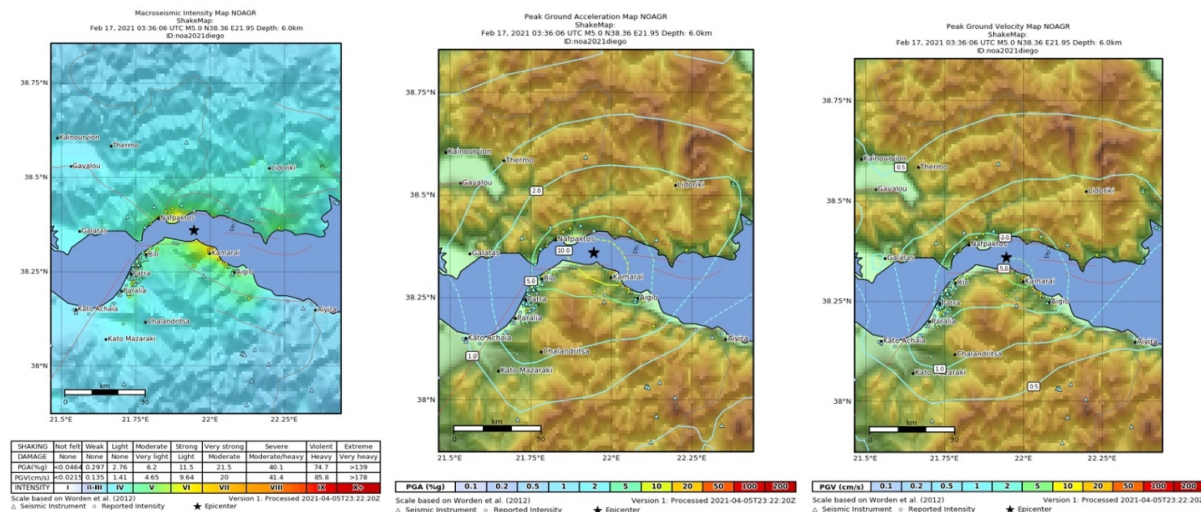 Macroseismic Intensity Map NOAGR
ShakeMap:
Feb 17, 2021 03:36:06 UTC M5.0 N38.36 E21.95 Depth: 6.0km
ID:noa2021diego
38.75°N
38.5°N
38.25°N
38°N
Kainouryion
Thermo
Gavalou
Lidoriki
Nafpaktos
Galatas
Rio
Kamarai
Patra
Aigio
Paralia
Kato Achaia
Aiyira
Chalandritsa
Kato Mazaraki
km
0 30
21.5°E 21.75°E 22°E 22.25°E
SHAKING Not felt Weak Light Moderate Strong Very strong Severe Violent Extreme
DAMAGE None None None Very light Light Moderate Moderate/heavy Heavy Very heavy
PGA(%g) <0.0464 0.297 2.76 6.2 11.5 21.5 40.1 74.7 >139
PGV(cm/s) <0.0215 0.135 1.41 4.65 9.64 20 41.4 85.8 >178
INTENSITY I II-III IV V VI VII VIII IX X+
Scale based on Worden et al. (2012) Version 1: Processed 2021-04-05T23:22:20Z
△ Seismic Instrument ○ Reported Intensity ★ Epicenter
Peak Ground Acceleration Map NOAGR
ShakeMap:
Feb 17, 2021 03:36:06 UTC M5.0 N38.36 E21.95 Depth: 6.0km
ID:noa2021diego
38.75°N
38.5°N
38.25°N
38°N
Kainouryion
Thermo
Gavalou
Lidoriki
2.0
Nafpaktos
10.0
Galatas
Rio
Kamarai
5.0
Patra
Aigio
Paralia
Kato Achaia
Aiyira
1.0
Chalandritsa
Kato Mazaraki
km
0 30
21.5°E 21.75°E 22°E 22.25°E
PGA (%g) 0.1 0.2 0.5 1 2 5 10 20 50 100 200
Scale based on Worden et al. (2012) Version 1: Processed 2021-04-05T23:22:20Z
△ Seismic Instrument ○ Reported Intensity ★ Epicenter
Peak Ground Velocity Map NOAGR
ShakeMap:
Feb 17, 2021 03:36:06 UTC M5.0 N38.36 E21.95 Depth: 6.0km
ID:noa2021diego
38.75°N
38.5°N
38.25°N
38°N
Kainouryion
0.5
Thermo
Gavalou
Lidoriki
2.0
Nafpaktos
Galatas
5.0
Rio
Kamarai
Patra
Aigio
Paralia
Kato Achaia
Aiyira
Chalandritsa
1.0
Kato Mazaraki
0.5
km
0 30
21.5°E 21.75°E 22°E 22.25°E
PGV (cm/s) 0.1 0.2 0.5 1 2 5 10 20 50 100 200
Scale based on Worden et al. (2012) Version 1: Processed 2021-04-05T23:22:20Z
△ Seismic Instrument ○ Reported Intensity ★ Epicenter